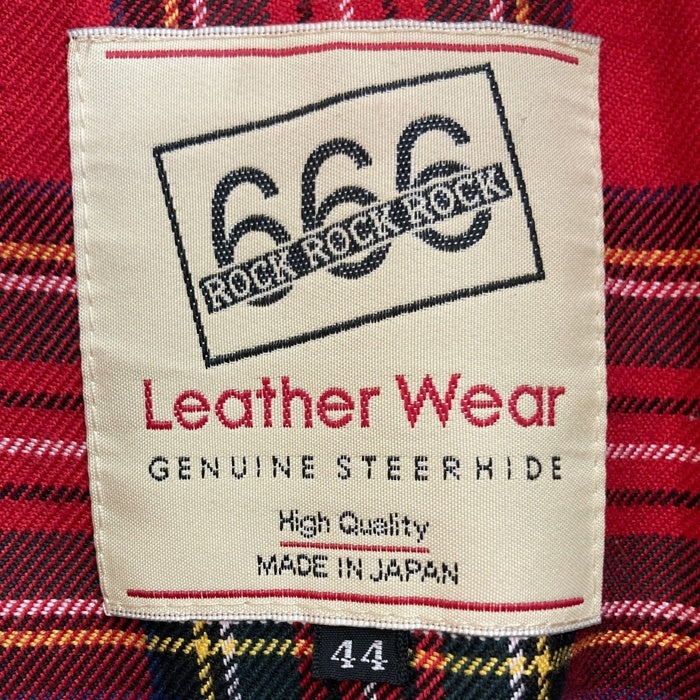 666
ROCK ROCK ROCK
Leather Wear
GENUINE STEERHIDE
High Quality
MADE IN JAPAN
44